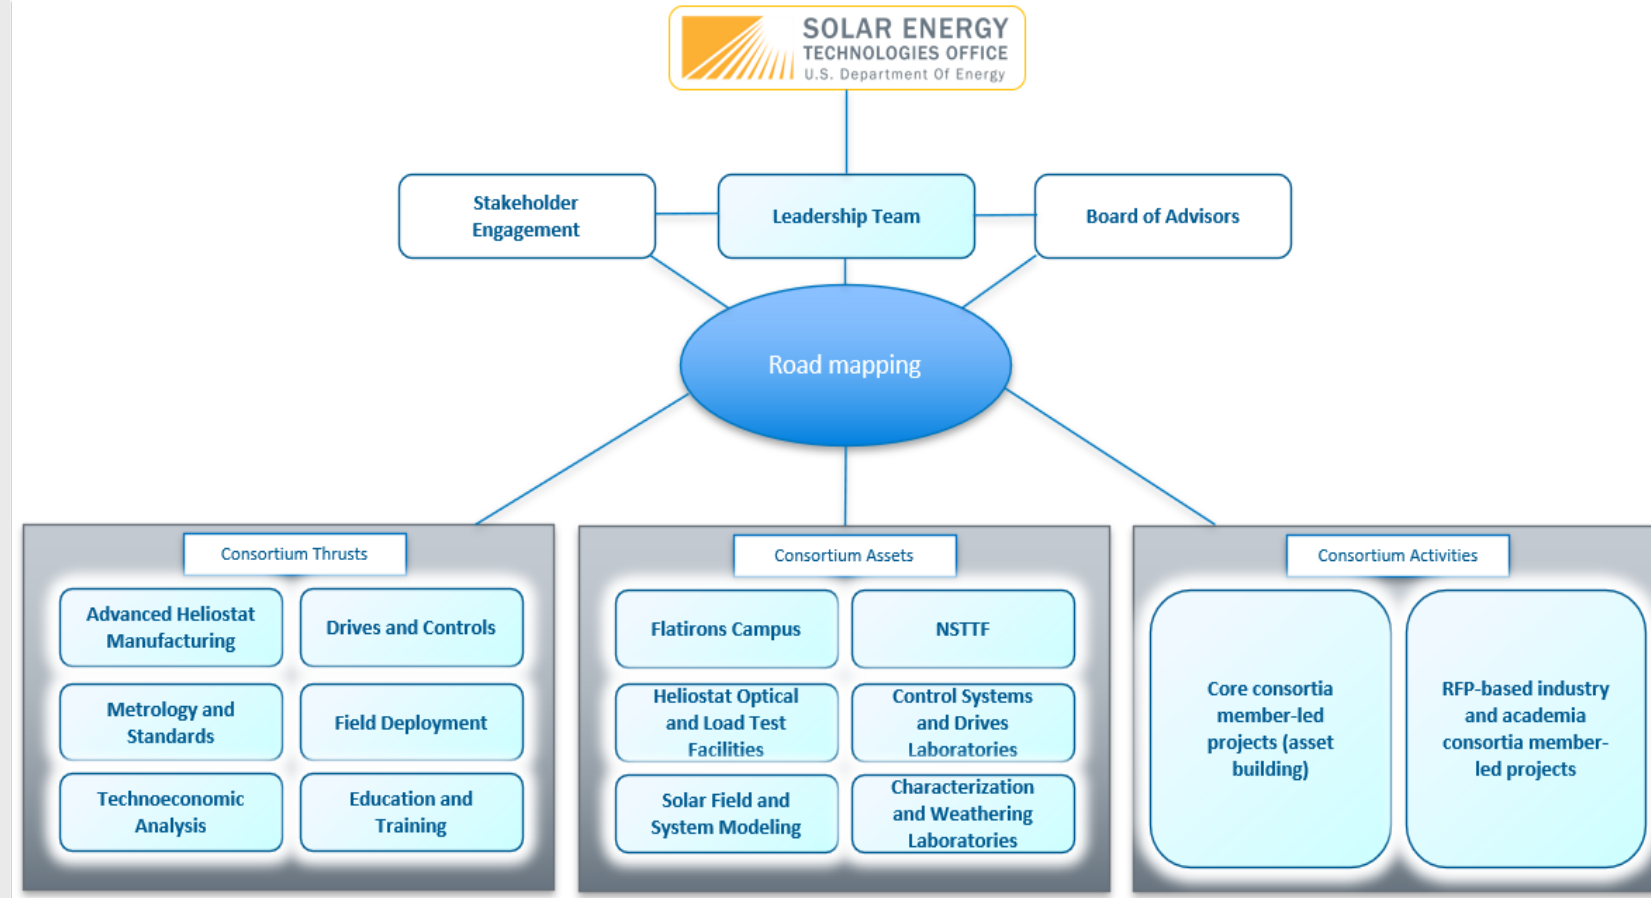 SOLAR ENERGY
TECHNOLOGIES OFFICE
U.S. Department Of Energy
Stakeholder
Engagement
Leadership Team
Board of Advisors
Road mapping
Consortium Thrusts
Advanced Heliostat
Manufacturing
Drives and Controls
Metrology and
Standards
Field Deployment
Technoeconomic
Analysis
Education and
Training
Consortium Assets
Flatirons Campus
NSTTF
Heliostat Optical
and Load Test
Facilities
Control Systems
and Drives
Laboratories
Solar Field and
System Modeling
Characterization
and Weathering
Laboratories
Consortium Activities
Core consortia
member-led
projects (asset
building)
RFP-based industry
and academia
consortia member-
led projects